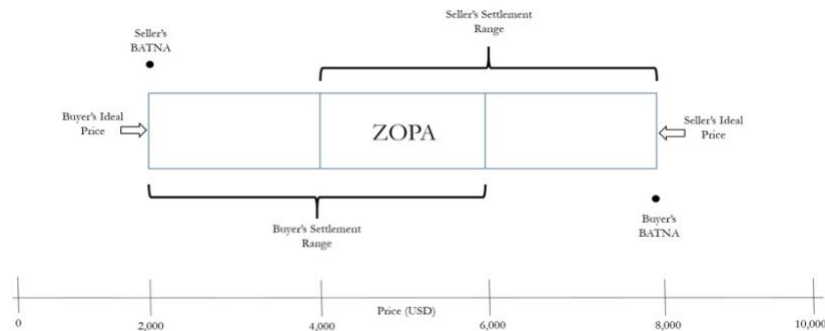 Seller's Settlement
Range
Seller's
BATNA
Buyer's Ideal
Price
ZOPA
Seller's Ideal
Price
Buyer's Settlement
Range
Buyer's
BATNA
Price (USD)
0
2,000
4,000
6,000
8,000
10,000